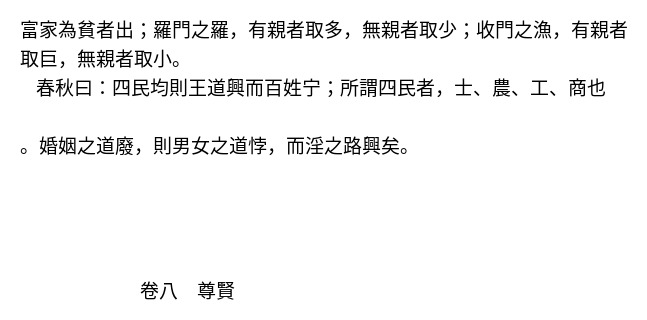 富家為貧者出；羅門之羅，有親者取多，無親者取少；收門之漁，有親者
取巨，無親者取小。
春秋曰：四民均則王道興而百姓宁；所謂四民者，士、農、工、商也
。婚姻之道廢，則男女之道悖，而淫之路興矣。
卷八　尊賢